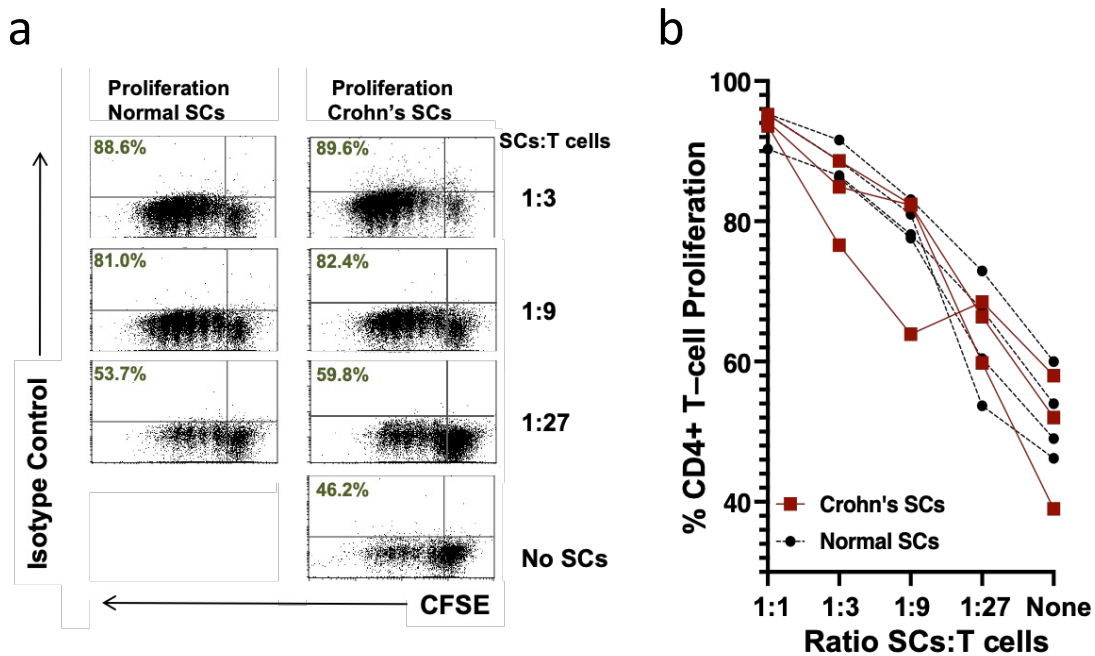 a
Proliferation
Normal SCs
Proliferation
Crohn's SCs
SCs:T cells
88.6%
89.6%
1:3
81.0%
82.4%
1:9
53.7%
59.8%
1:27
46.2%
No SCs
Isotype Control
CFSE
b
% CD4+ T–cell Proliferation
100
80
60
40
Crohn's SCs
Normal SCs
1:1 1:3 1:9 1:27 None
Ratio SCs:T cells